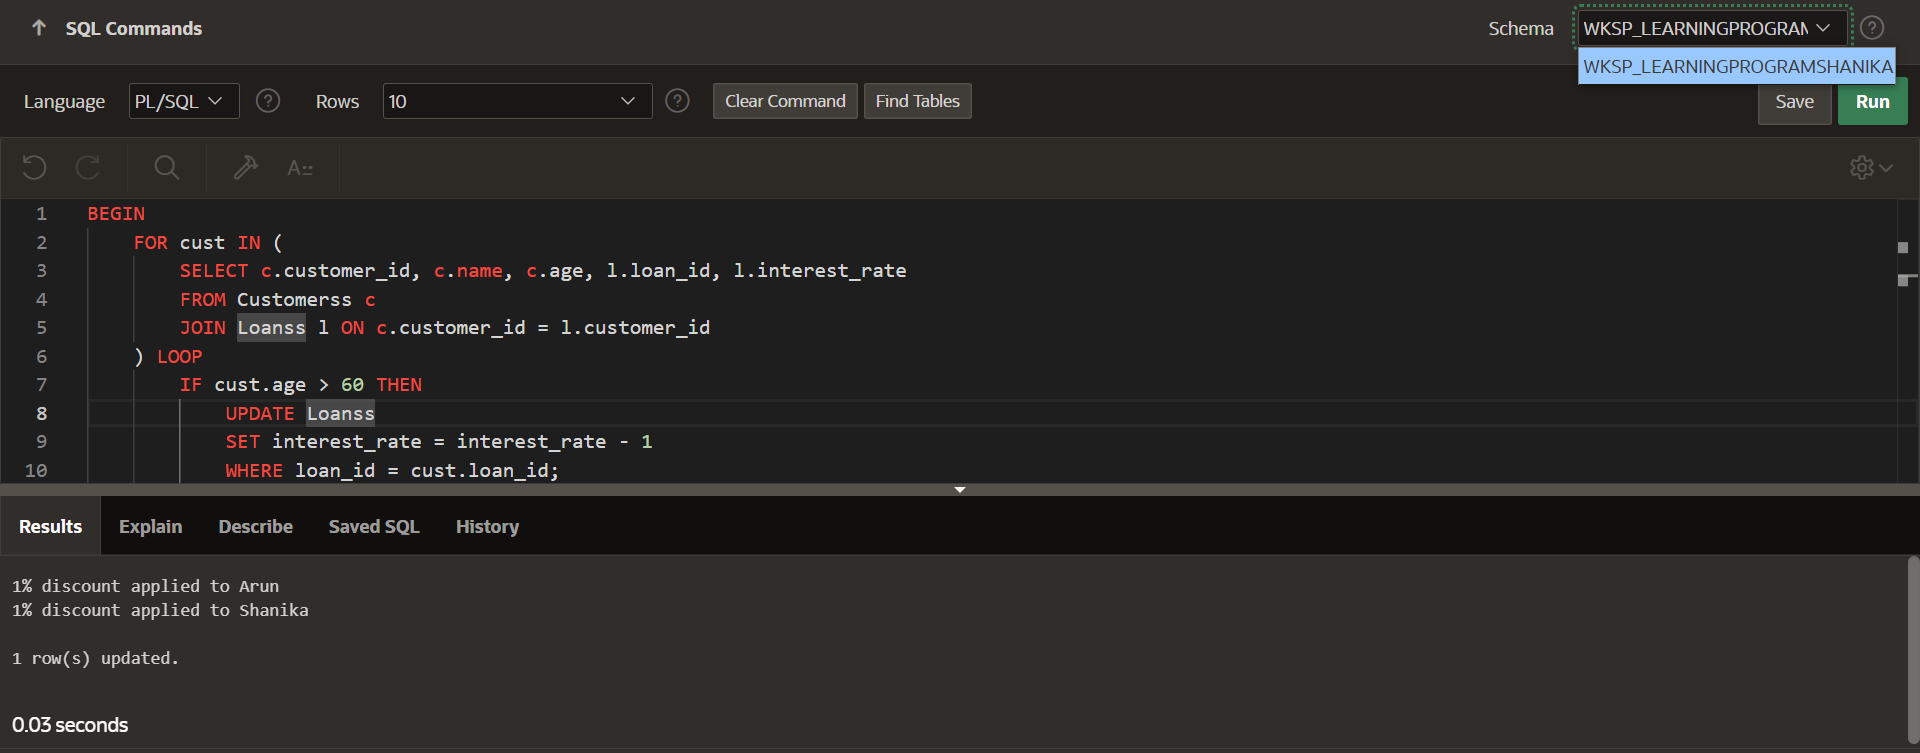 SQL Commands
Schema
WKSP_LEARNINGPROGRAM
WKSP_LEARNINGPROGRAMSHANIKA
Language
PL/SQL
Rows
10
Clear Command
Find Tables
Save
Run
1 BEGIN
2 FOR cust IN (
3 SELECT c.customer_id, c.name, c.age, l.loan_id, l.interest_rate
4 FROM Customerss c
5 JOIN Loanss l ON c.customer_id = l.customer_id
6 ) LOOP
7 IF cust.age > 60 THEN
8 UPDATE Loanss
9 SET interest_rate = interest_rate - 1
10 WHERE loan_id = cust.loan_id;
Results
Explain
Describe
Saved SQL
History
1% discount applied to Arun
1% discount applied to Shanika
1 row(s) updated.
0.03 seconds